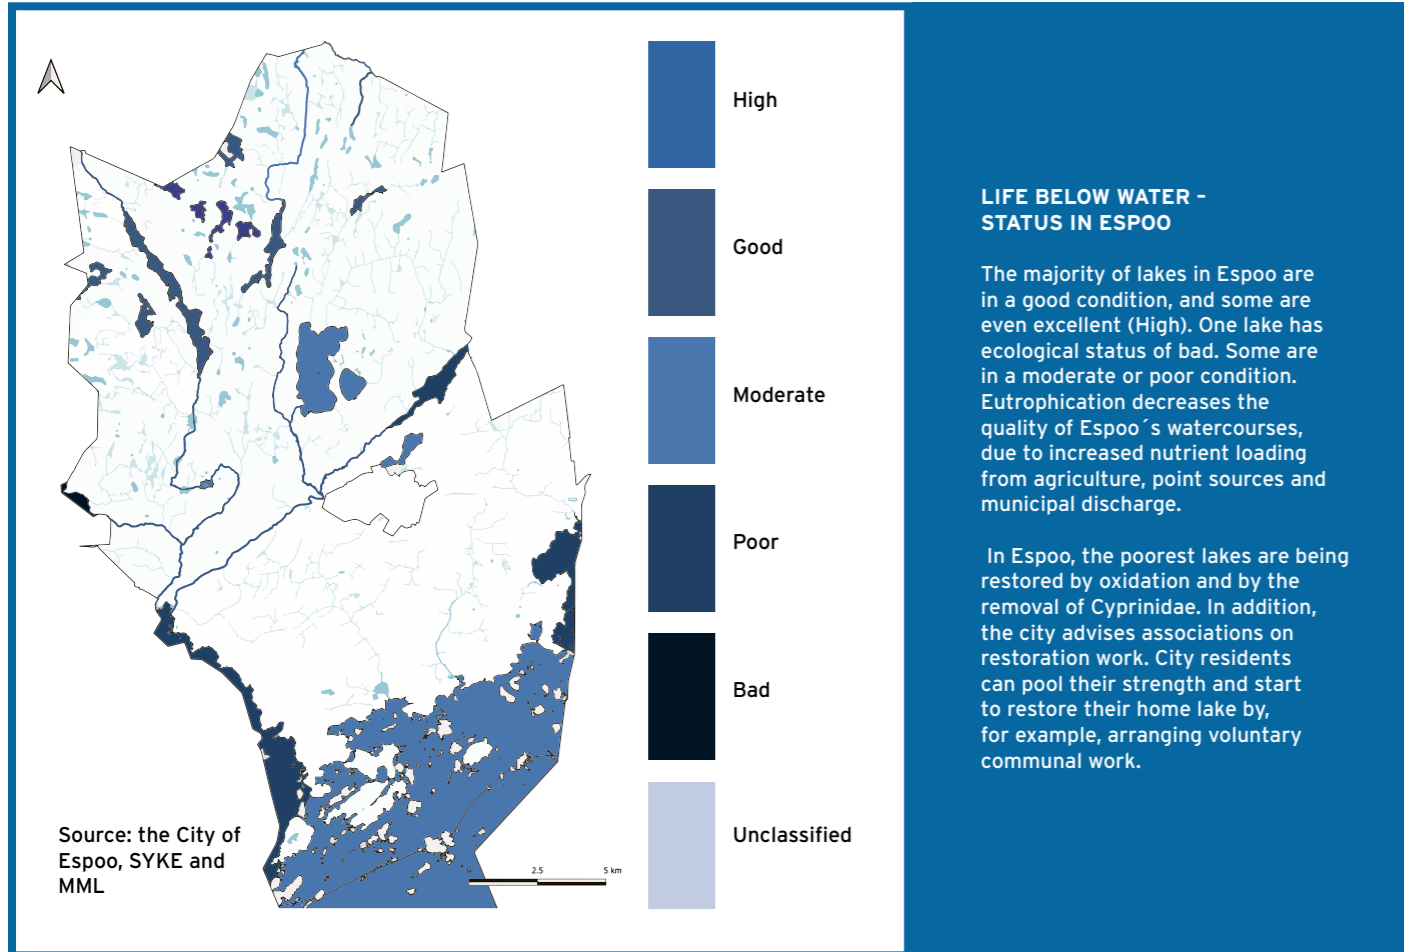 High
Good
Moderate
Poor
Bad
Unclassified
Source: the City of
Espoo, SYKE and
MML
2.5
5 km
LIFE BELOW WATER –
STATUS IN ESPOO
The majority of lakes in Espoo are
in a good condition, and some are
even excellent (High). One lake has
ecological status of bad. Some are
in a moderate or poor condition.
Eutrophication decreases the
quality of Espoo´s watercourses,
due to increased nutrient loading
from agriculture, point sources and
municipal discharge.
In Espoo, the poorest lakes are being
restored by oxidation and by the
removal of Cyprinidae. In addition,
the city advises associations on
restoration work. City residents
can pool their strength and start
to restore their home lake by,
for example, arranging voluntary
communal work.